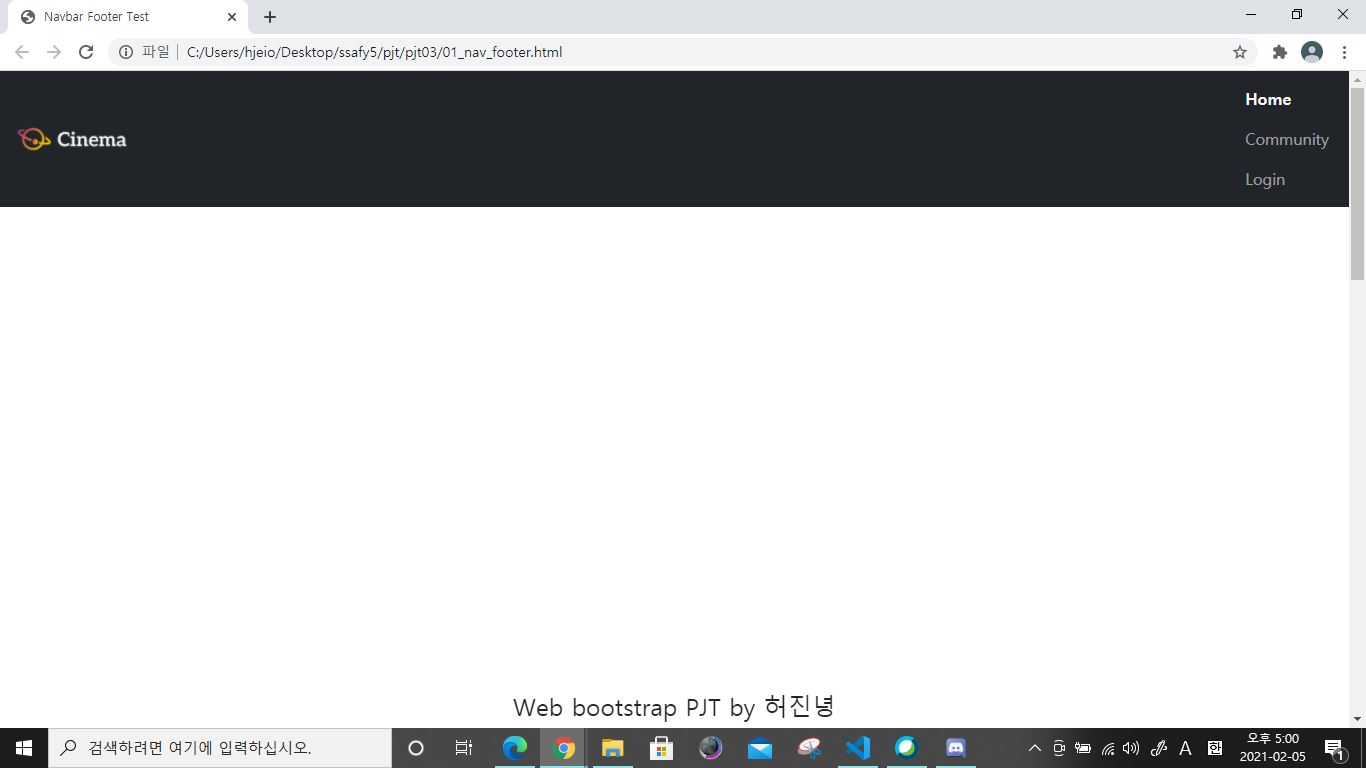 Navbar Footer Test
파일
C:/Users/hjeio/Desktop/ssafy5/pjt/pjt03/01_nav_footer.html
Cinema
Home
Community
Login
Web bootstrap PJT by 허진녕
검색하려면 여기에 입력하십시오.
A
한
오후 5:00
2021-02-05
1